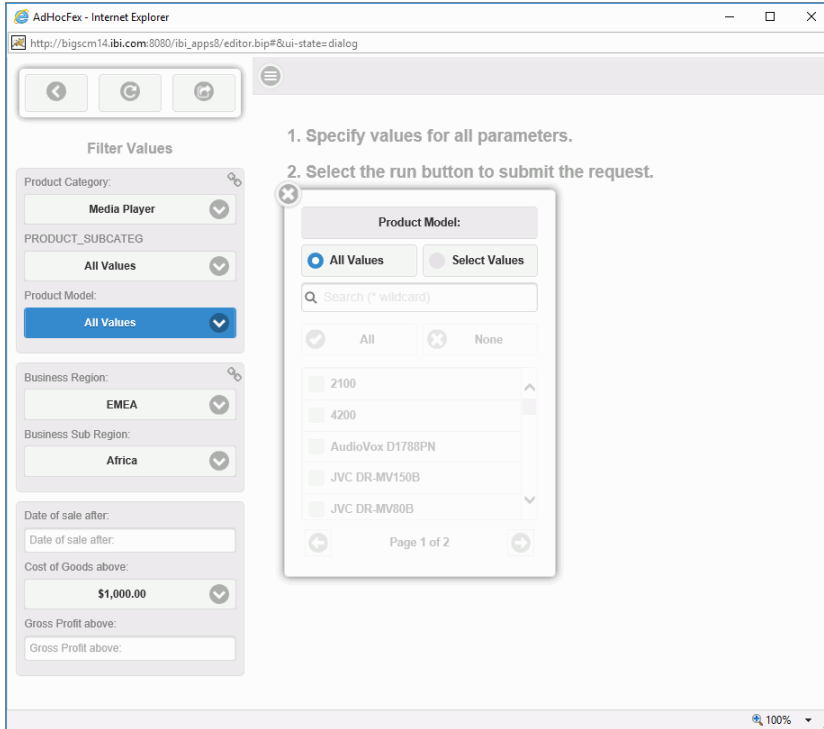 AdHocFex - Internet Explorer
http://bigscm14.ibi.com:8080/ibi_apps8/editor.bip#&ui-state=dialog
Filter Values
Product Category:
Media Player
PRODUCT_SUBCATEG
All Values
Product Model:
All Values
Business Region:
EMEA
Business Sub Region:
Africa
Date of sale after:
Date of sale after:
Cost of Goods above:
$1,000.00
Gross Profit above:
Gross Profit above:
1. Specify values for all parameters.
2. Select the run button to submit the request.
Product Model:
All Values Select Values
Search (* wildcard)
All None
2100
4200
AudioVox D1788PN
JVC DR-MV150B
JVC DR-MV80B
Page 1 of 2
100%